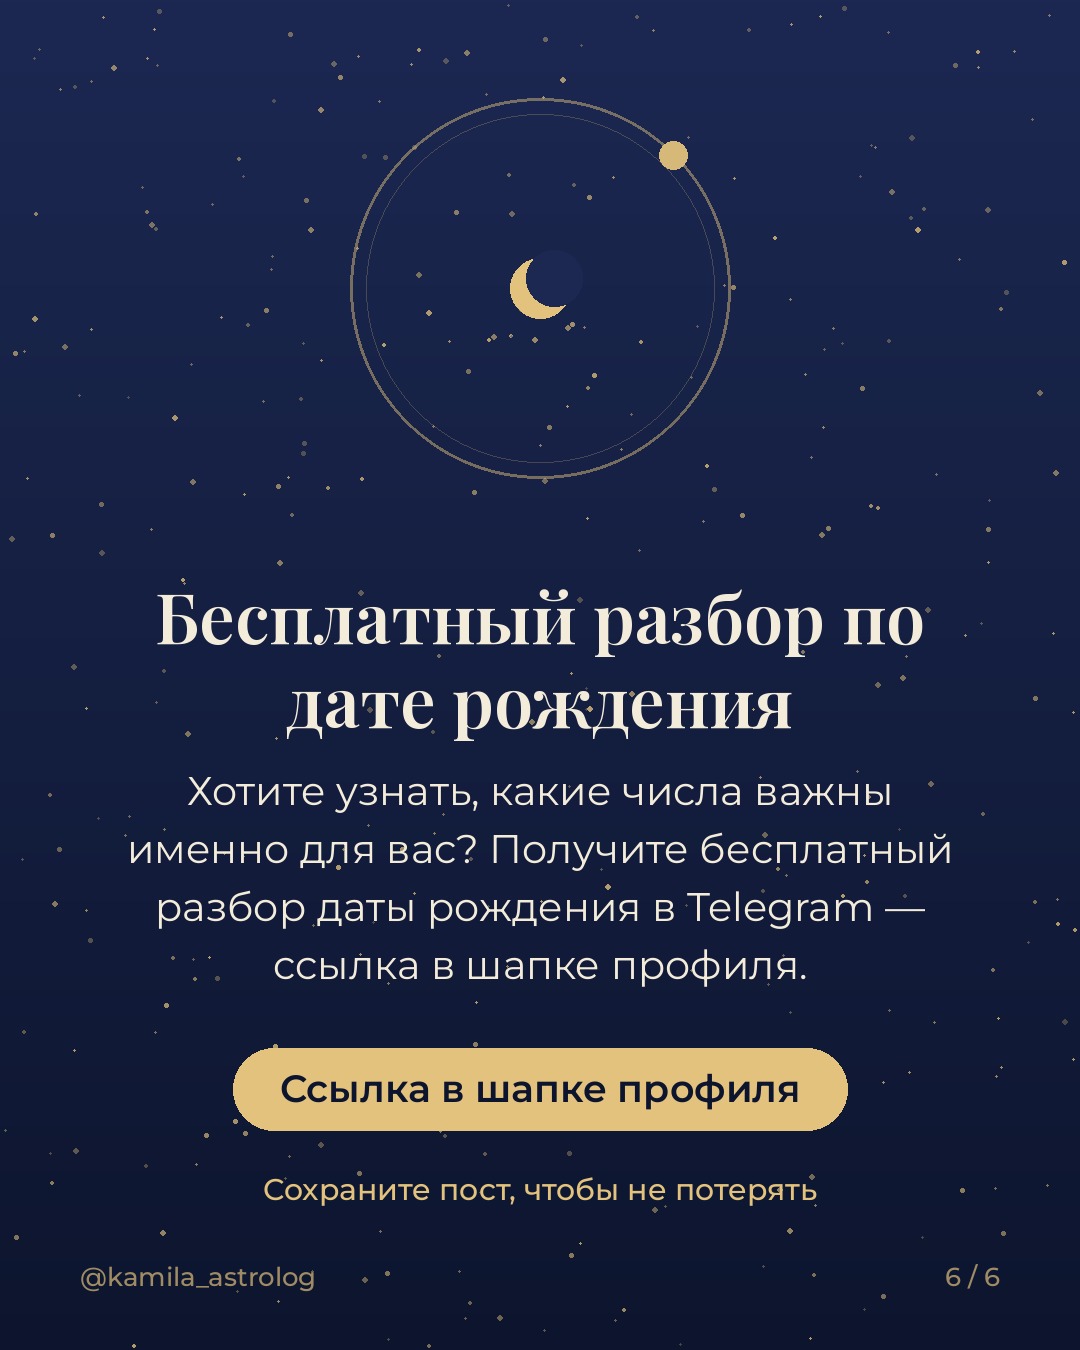 Бесплатный разбор по
дате рождения
Хотите узнать, какие числа важны
именно для вас? Получите бесплатный
разбор даты рождения в Telegram —
ссылка в шапке профиля.
Ссылка в шапке профиля
Сохраните пост, чтобы не потерять
@kamila_astrolog
6 / 6